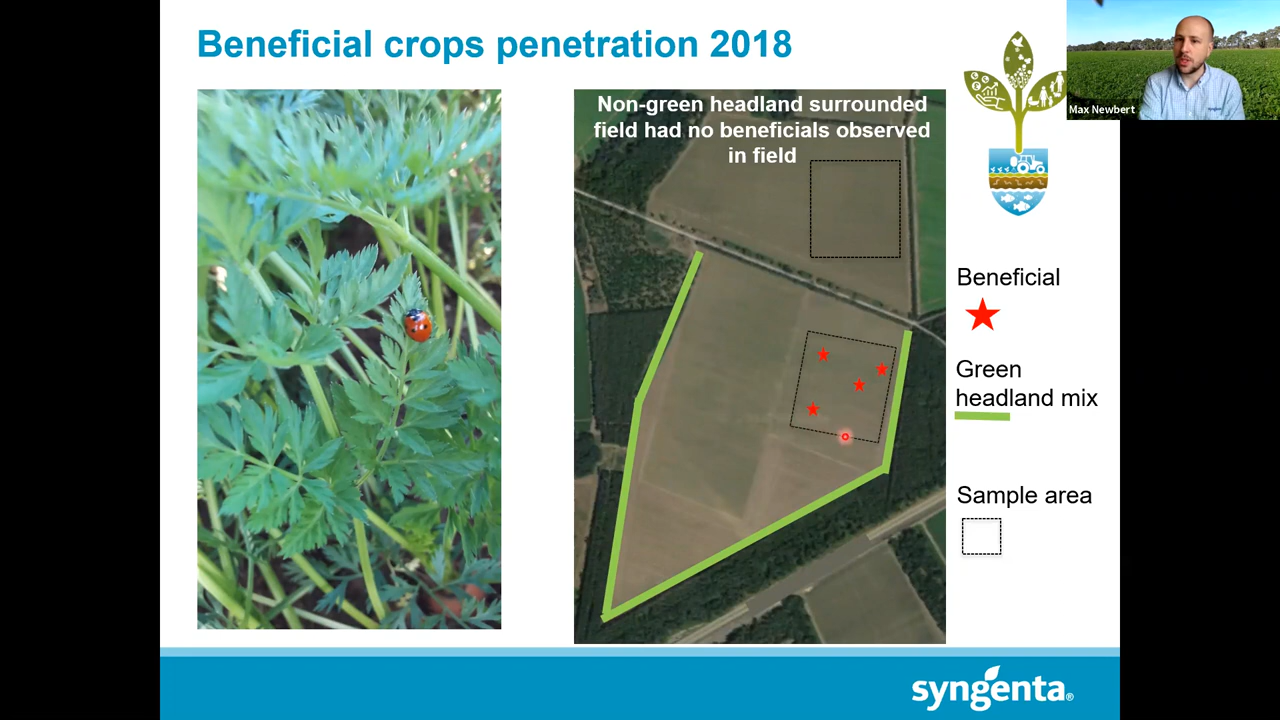 Beneficial crops penetration 2018
Max Newbert
Non-green headland surrounded
field had no beneficials observed
in field
Beneficial
Green
headland mix
Sample area
syngenta®